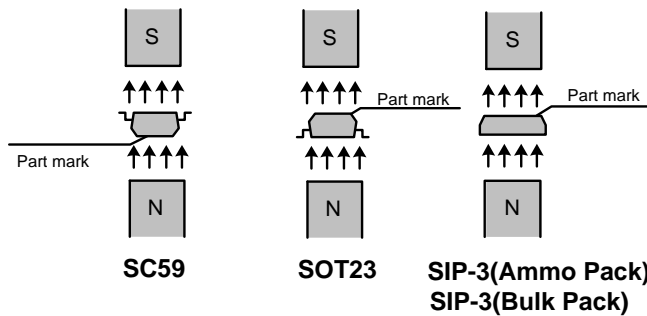 S S S
Part mark Part mark
Part mark
N N N
SC59 SOT23 SIP-3(Ammo Pack)
SIP-3(Bulk Pack)